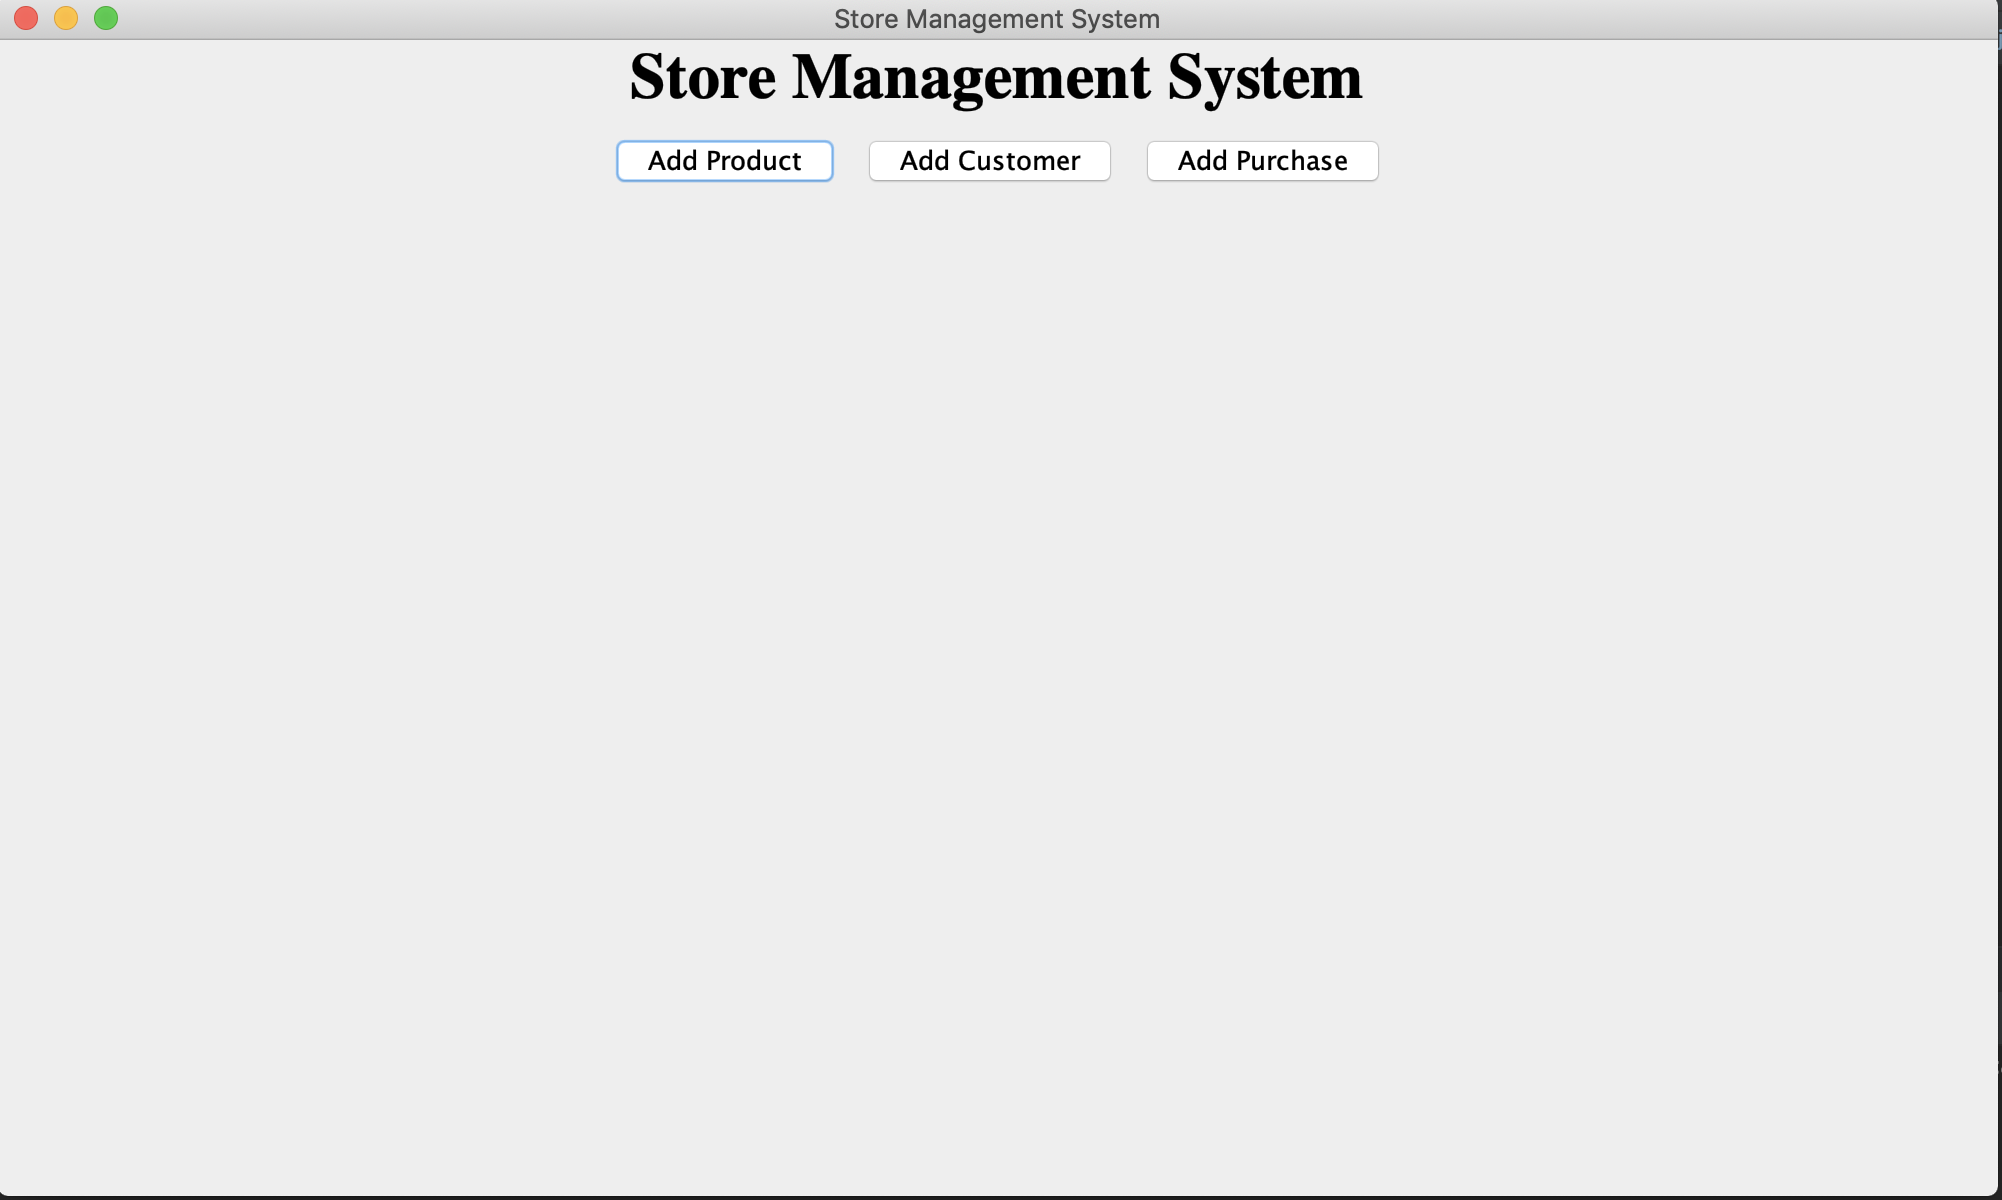 Store Management System
Store Management System
Add Product Add Customer Add Purchase